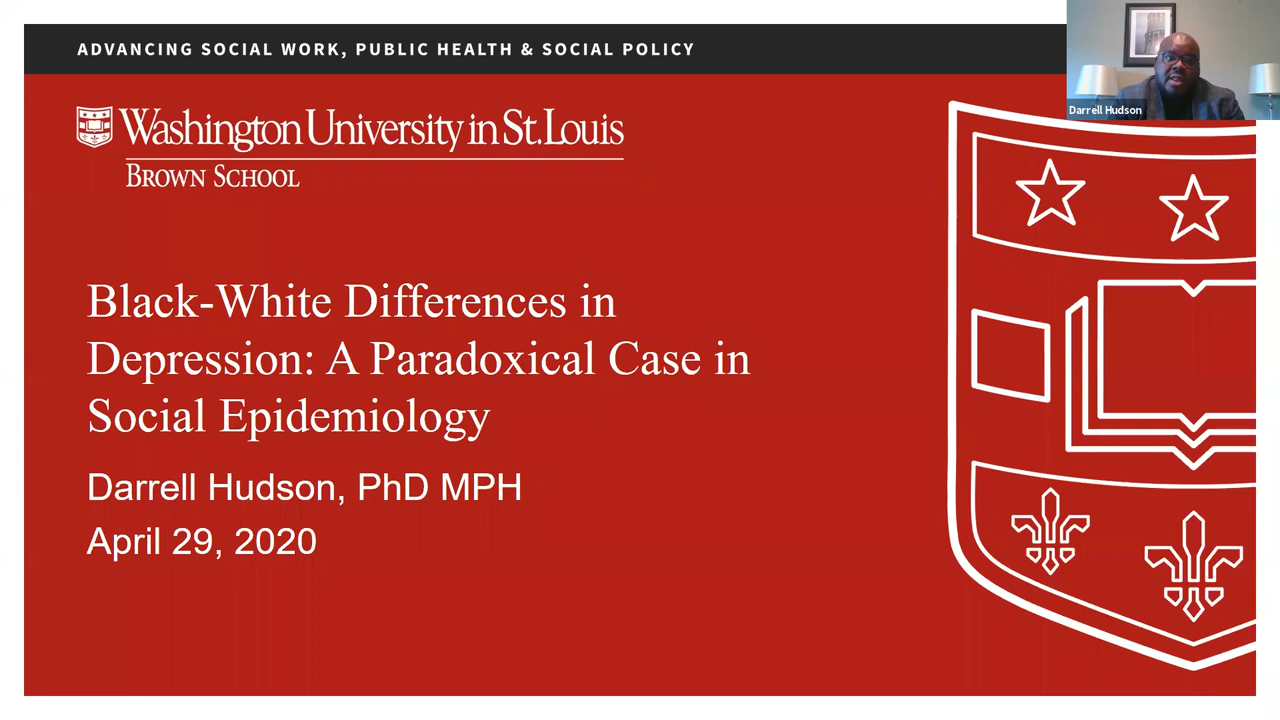 ADVANCING SOCIAL WORK, PUBLIC HEALTH & SOCIAL POLICY
Darrell Hudson
Washington University in St. Louis
BROWN SCHOOL
Black-White Differences in
Depression: A Paradoxical Case in
Social Epidemiology
Darrell Hudson, PhD MPH
April 29, 2020